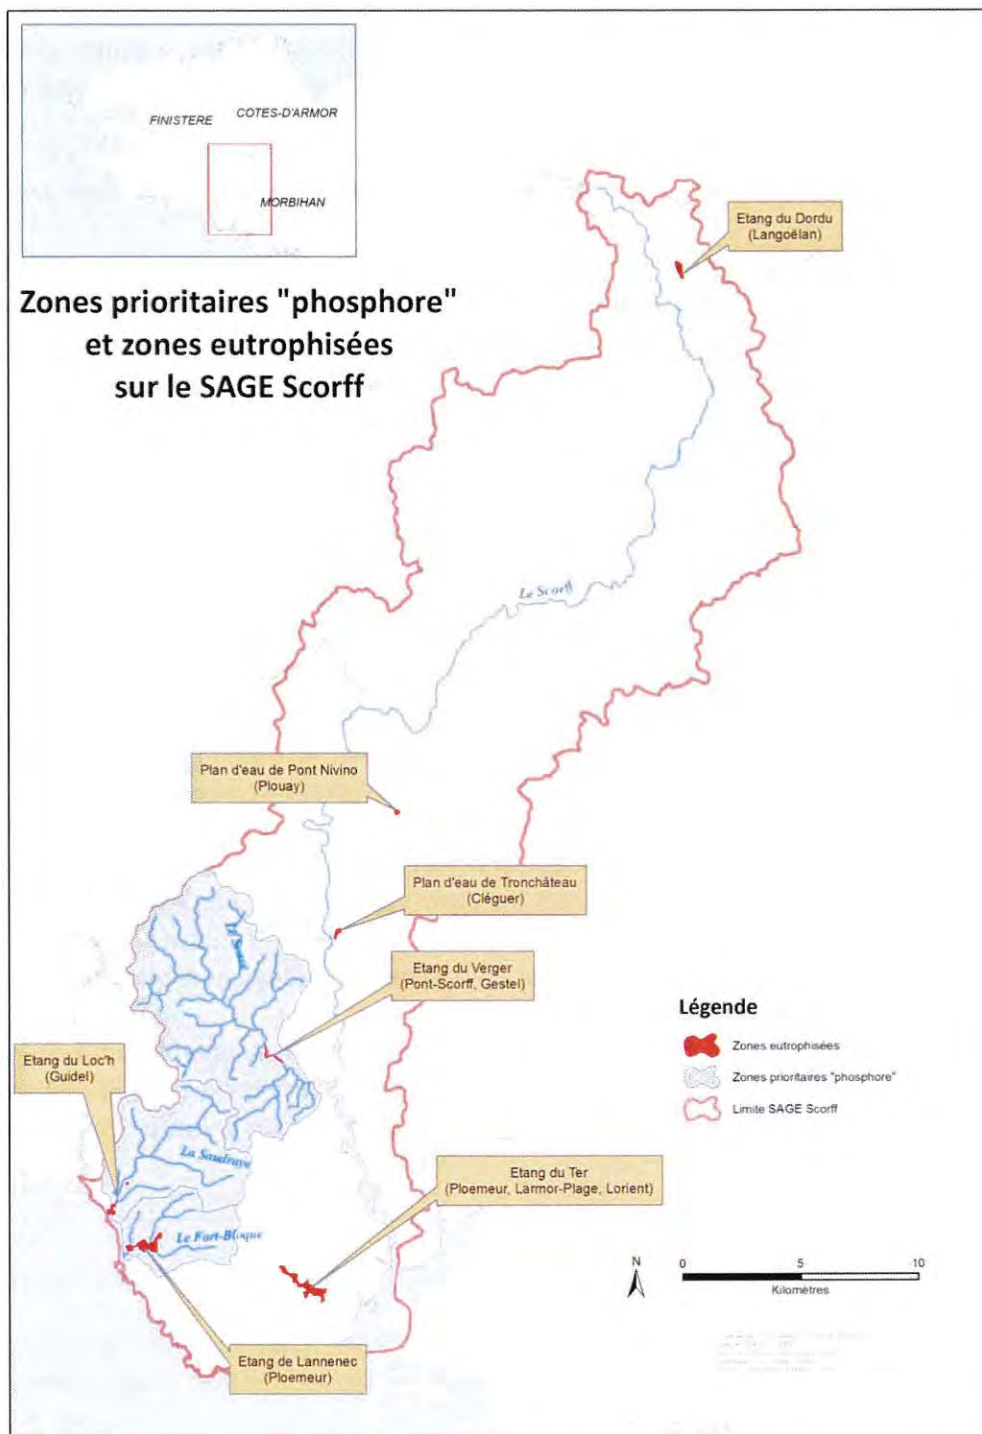 FINISTERE
COTES-D'ARMOR
MORBIHAN
Zones prioritaires "phosphore"
et zones eutrophisées
sur le SAGE Scorff
Etang du Dordu
(Langoëlan)
Le Scorff
Plan d'eau de Pont Nivino
(Plouay)
Plan d'eau de Tronchâteau
(Cléguer)
Etang du Verger
(Pont-Scorff, Gestel)
Etang du Loc'h
(Guidel)
La Saudraye
Le Fort-Bloque
Etang du Ter
(Ploemeur, Larmor-Plage, Lorient)
Etang de Lannenec
(Ploemeur)
Légende
Zones eutrophisées
Zones prioritaires "phosphore"
Limite SAGE Scorff
N
0 5 10
Kilomètres